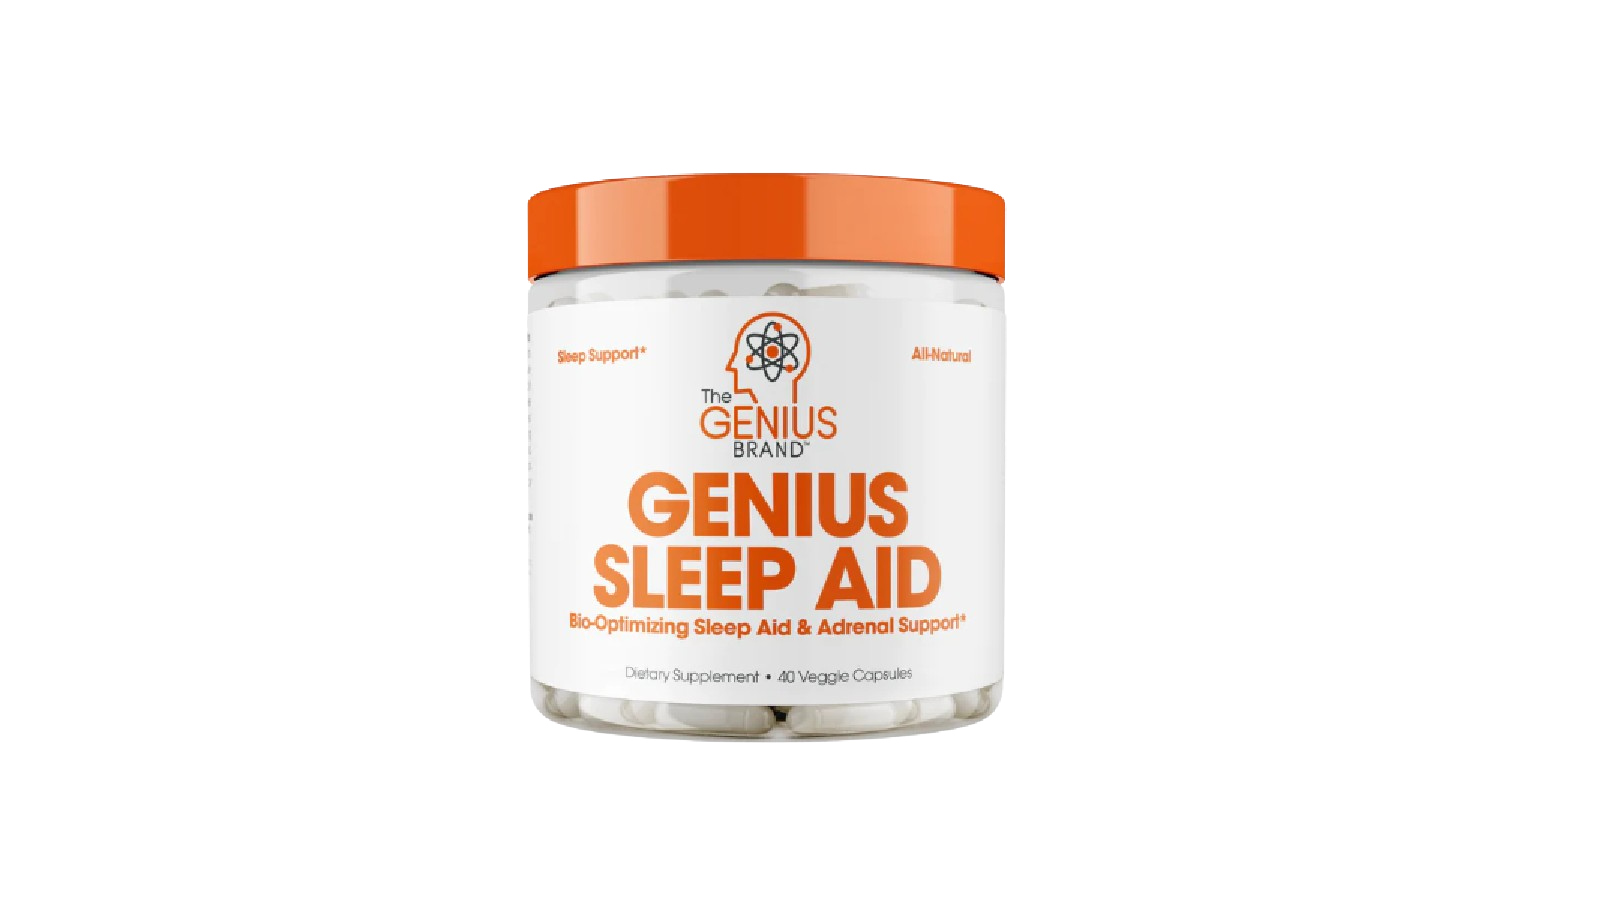 Sleep Support*
All-Natural
The
GENIUS
BRAND™
GENIUS
SLEEP AID
Bio-Optimizing Sleep Aid & Adrenal Support*
Dietary Supplement • 40 Veggie Capsules